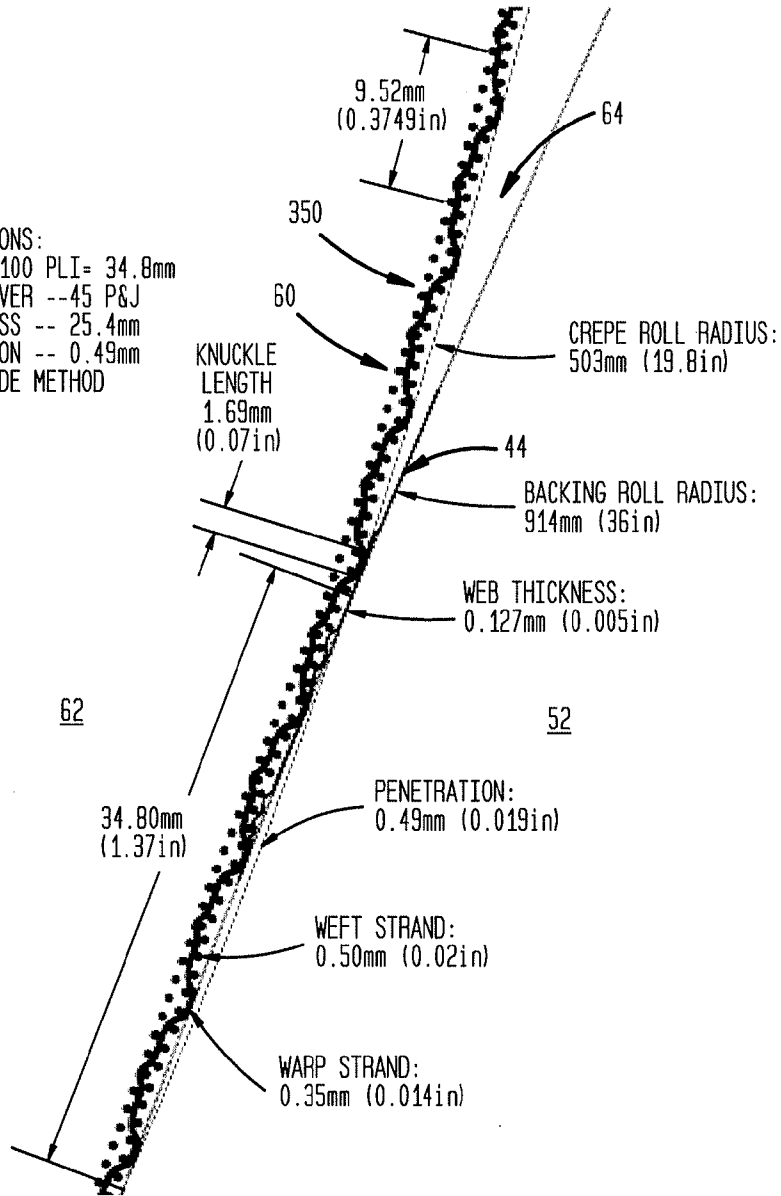 9.52mm
(0.3749in)
64
350
ONS:
100 PLI= 34.8mm
VER --45 P&J
SS -- 25.4mm
ON -- 0.49mm
DE METHOD
60
CREPE ROLL RADIUS:
503mm (19.8in)
KNUCKLE
LENGTH
1.69mm
(0.07in)
44
BACKING ROLL RADIUS:
914mm (36in)
WEB THICKNESS:
0.127mm (0.005in)
62
52
34.80mm
(1.37in)
PENETRATION:
0.49mm (0.019in)
WEFT STRAND:
0.50mm (0.02in)
WARP STRAND:
0.35mm (0.014in)